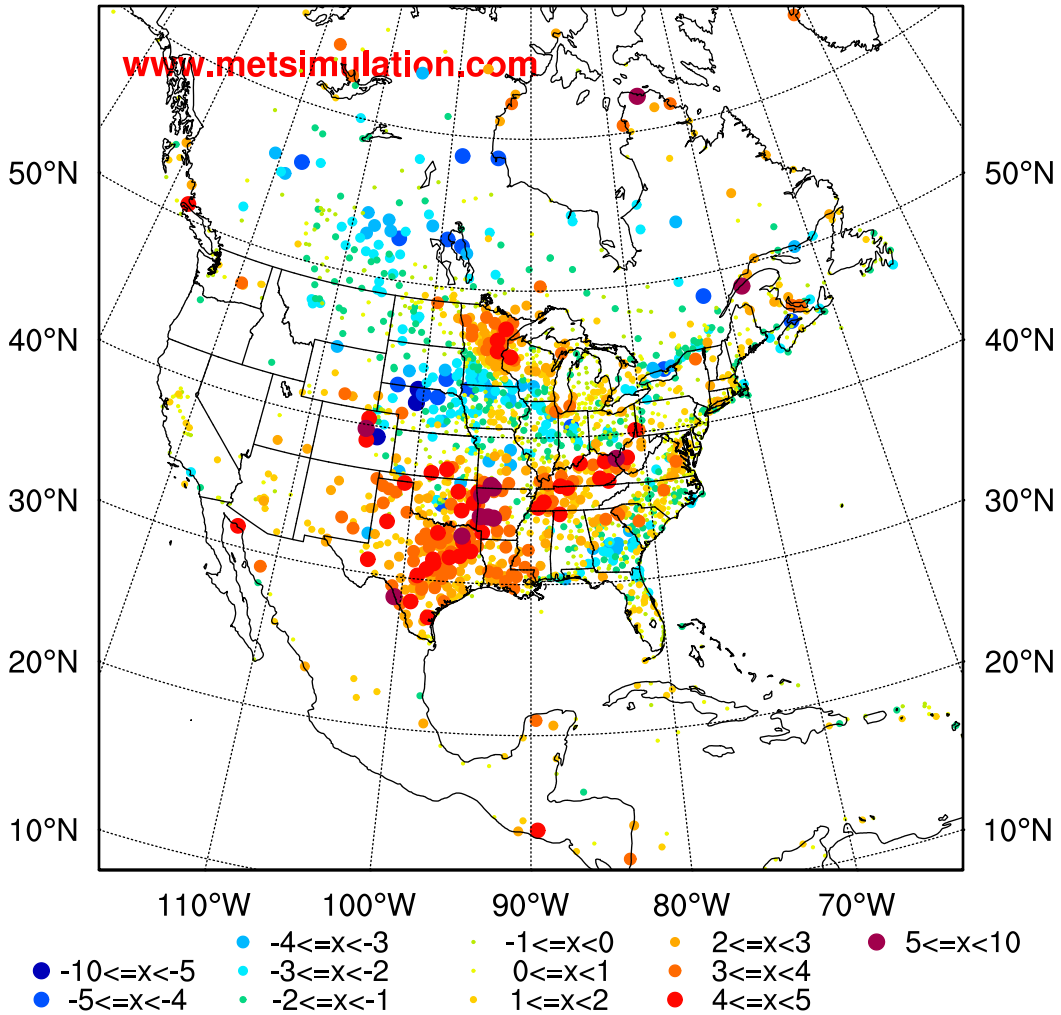 www.metsimulation.com
50°N 50°N
40°N 40°N
30°N 30°N
20°N 20°N
10°N 10°N
110°W 100°W 90°W 80°W 70°W
-4<=x<-3 -1<=x<0 2<=x<3 5<=x<10
-10<=x<-5 -3<=x<-2 0<=x<1 3<=x<4
-5<=x<-4 -2<=x<-1 1<=x<2 4<=x<5